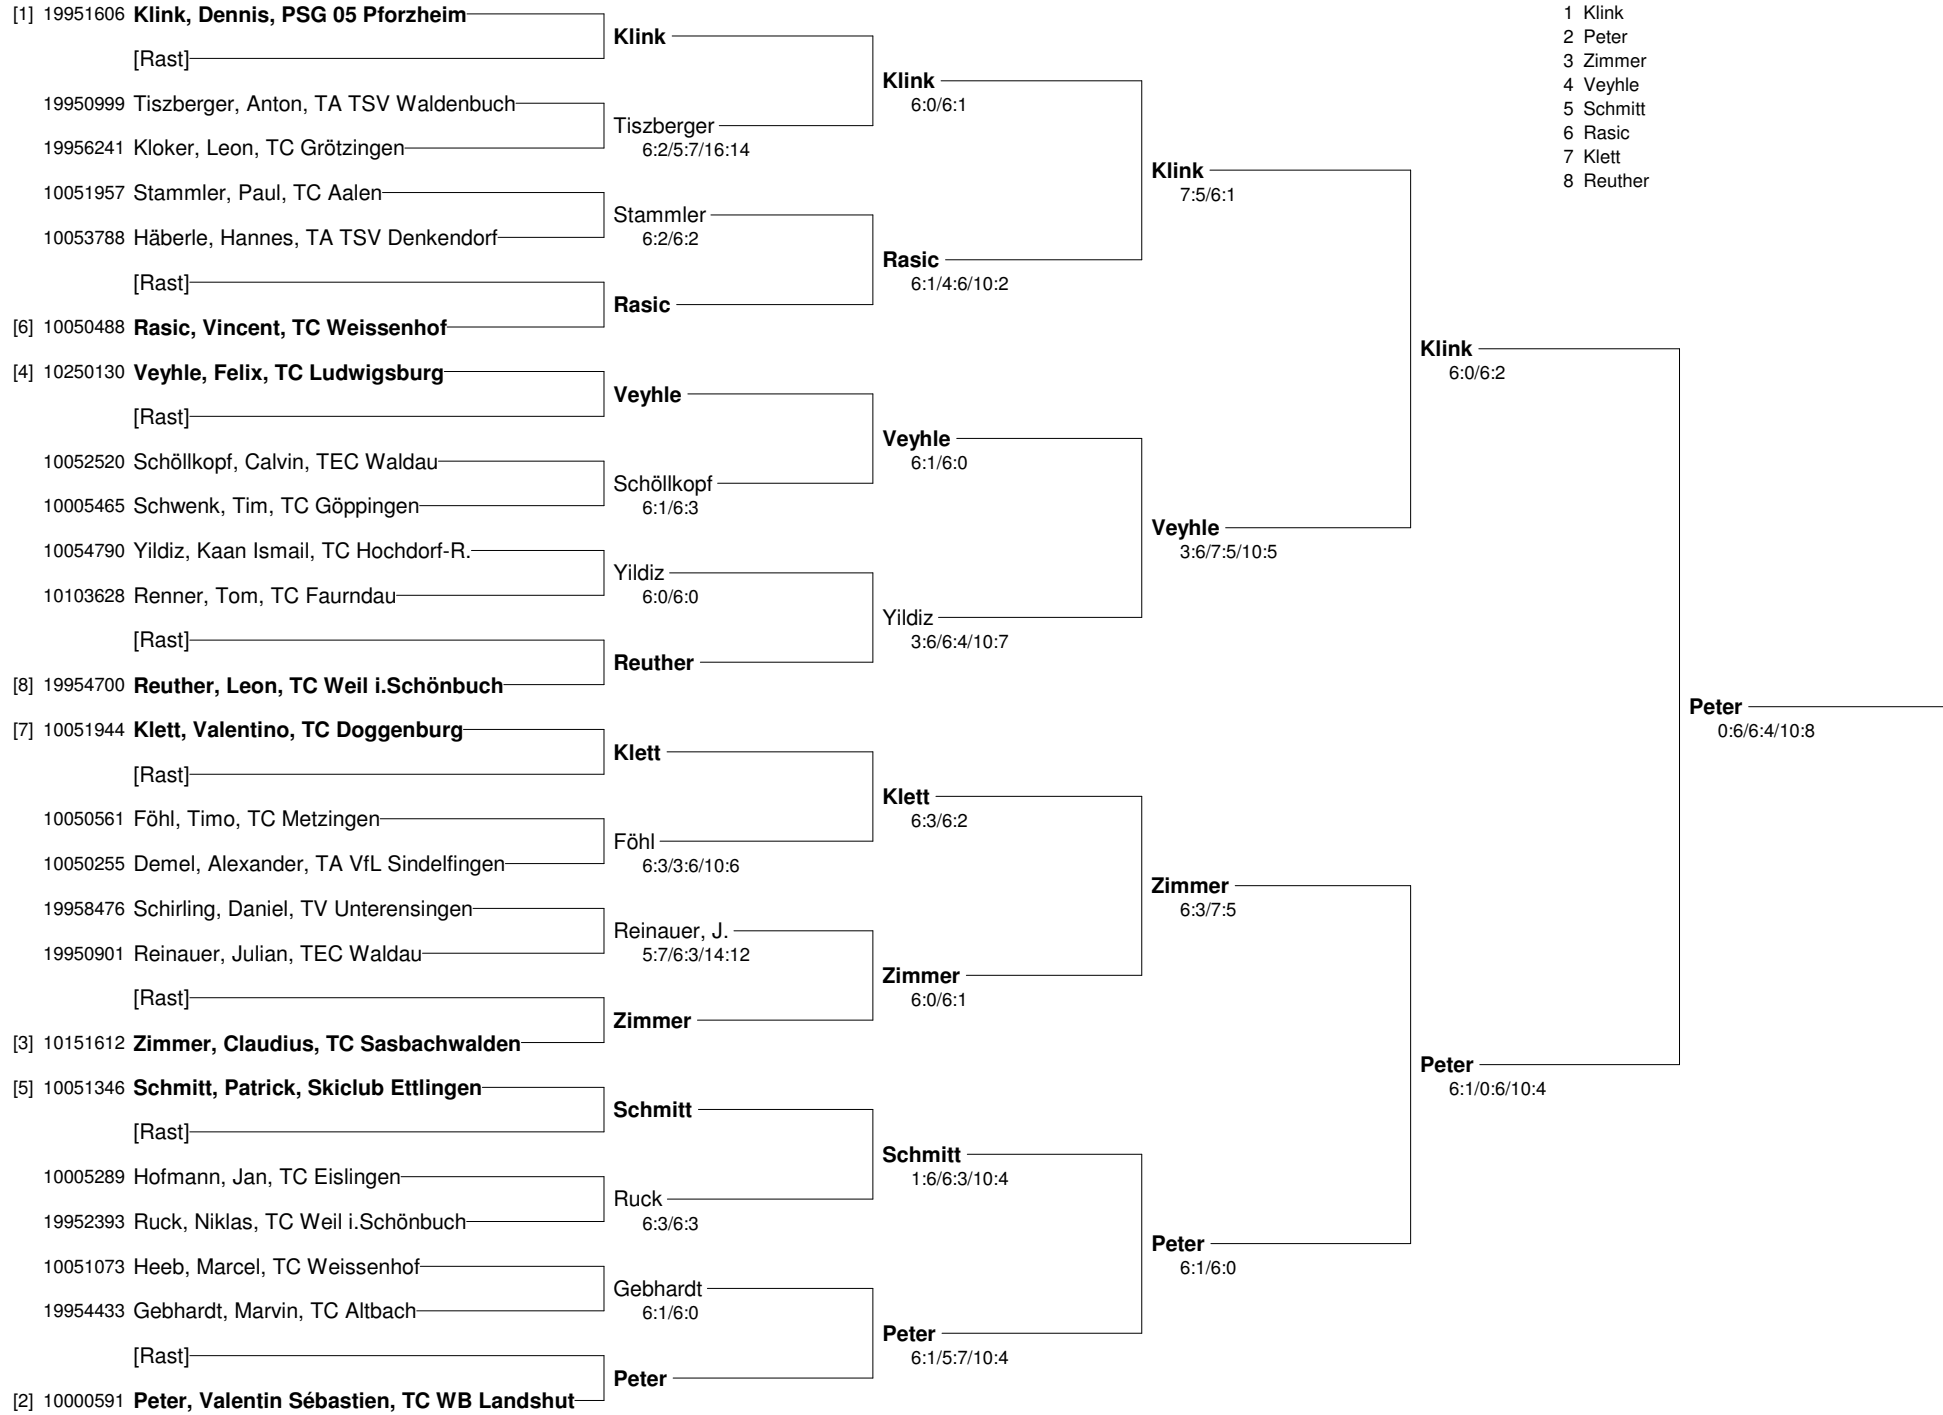 [1] 19951606 Klink, Dennis, PSG 05 Pforzheim
[Rast]
19950999 Tiszberger, Anton, TA TSV Waldenbuch
19956241 Kloker, Leon, TC Grötzingen
10051957 Stammler, Paul, TC Aalen
10053788 Häberle, Hannes, TA TSV Denkendorf
[Rast]
[6] 10050488 Rasic, Vincent, TC Weissenhof
[4] 10250130 Veyhle, Felix, TC Ludwigsburg
[Rast]
10052520 Schöllkopf, Calvin, TEC Waldau
10005465 Schwenk, Tim, TC Göppingen
10054790 Yildiz, Kaan Ismail, TC Hochdorf-R.
10103628 Renner, Tom, TC Faurndau
[Rast]
[8] 19954700 Reuther, Leon, TC Weil i.Schönbuch
[7] 10051944 Klett, Valentino, TC Doggenburg
[Rast]
10050561 Föhl, Timo, TC Metzingen
10050255 Demel, Alexander, TA VfL Sindelfingen
19958476 Schirling, Daniel, TV Unterensingen
19950901 Reinauer, Julian, TEC Waldau
[Rast]
[3] 10151612 Zimmer, Claudius, TC Sasbachwalden
[5] 10051346 Schmitt, Patrick, Skiclub Ettlingen
[Rast]
10005289 Hofmann, Jan, TC Eislingen
19952393 Ruck, Niklas, TC Weil i.Schönbuch
10051073 Heeb, Marcel, TC Weissenhof
19954433 Gebhardt, Marvin, TC Altbach
[Rast]
[2] 10000591 Peter, Valentin Sébastien, TC WB Landshut
Klink
Tiszberger
6:2/5:7/16:14
Stammler
6:2/6:2
Rasic
Veyhle
Schöllkopf
6:1/6:3
Yildiz
6:0/6:0
Reuther
Klett
Föhl
6:3/3:6/10:6
Reinauer, J.
5:7/6:3/14:12
Zimmer
Schmitt
Ruck
6:3/6:3
Gebhardt
6:1/6:0
Peter
Klink
6:0/6:1
Rasic
6:1/4:6/10:2
Veyhle
6:1/6:0
Yildiz
3:6/6:4/10:7
Klett
6:3/6:2
Zimmer
6:0/6:1
Schmitt
1:6/6:3/10:4
Peter
6:1/5:7/10:4
Klink
7:5/6:1
Veyhle
3:6/7:5/10:5
Zimmer
6:3/7:5
Peter
6:1/6:0
Klink
6:0/6:2
Peter
6:1/0:6/10:4
Peter
0:6/6:4/10:8
1 Klink
2 Peter
3 Zimmer
4 Veyhle
5 Schmitt
6 Rasic
7 Klett
8 Reuther